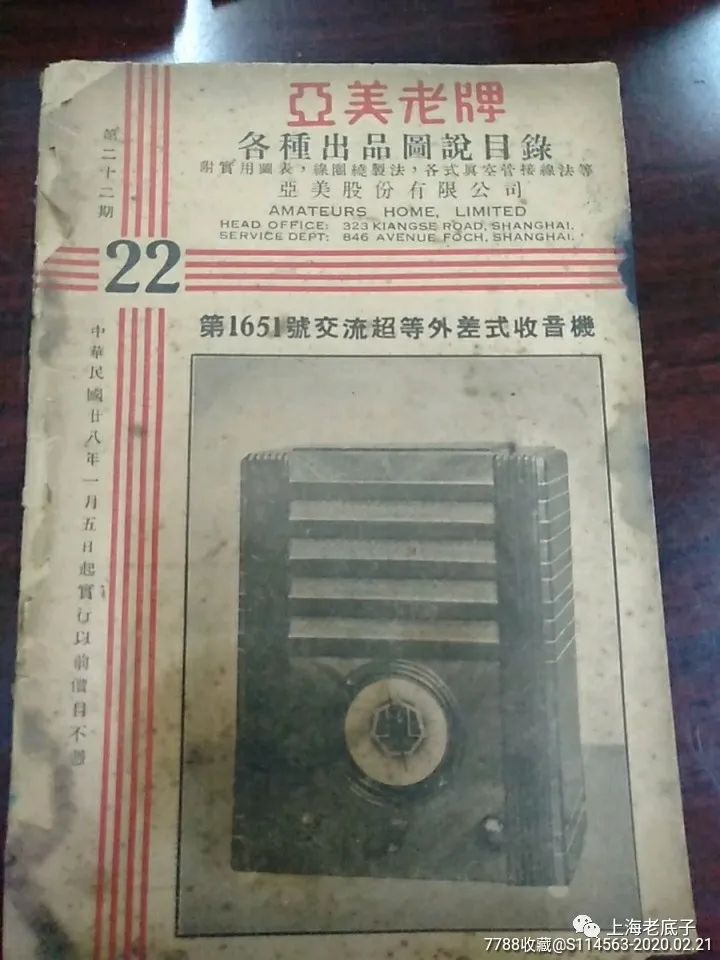 亞美老牌
各種出品圖說目錄
附實用圖表，線圈繞製法，各式眞空管接線法等
亞美股份有限公司
AMATEURS HOME, LIMITED
HEAD OFFICE: 323 KIANGSE ROAD, SHANGHAI.
SERVICE DEPT: 846 AVENUE FOCH, SHANGHAI.
第二十二期
22
中華民國廿八年一月五日起實行以前價目不憑
第1651號交流超等外差式收音機
上海老底子
7788收藏@S114563-2020.02.21